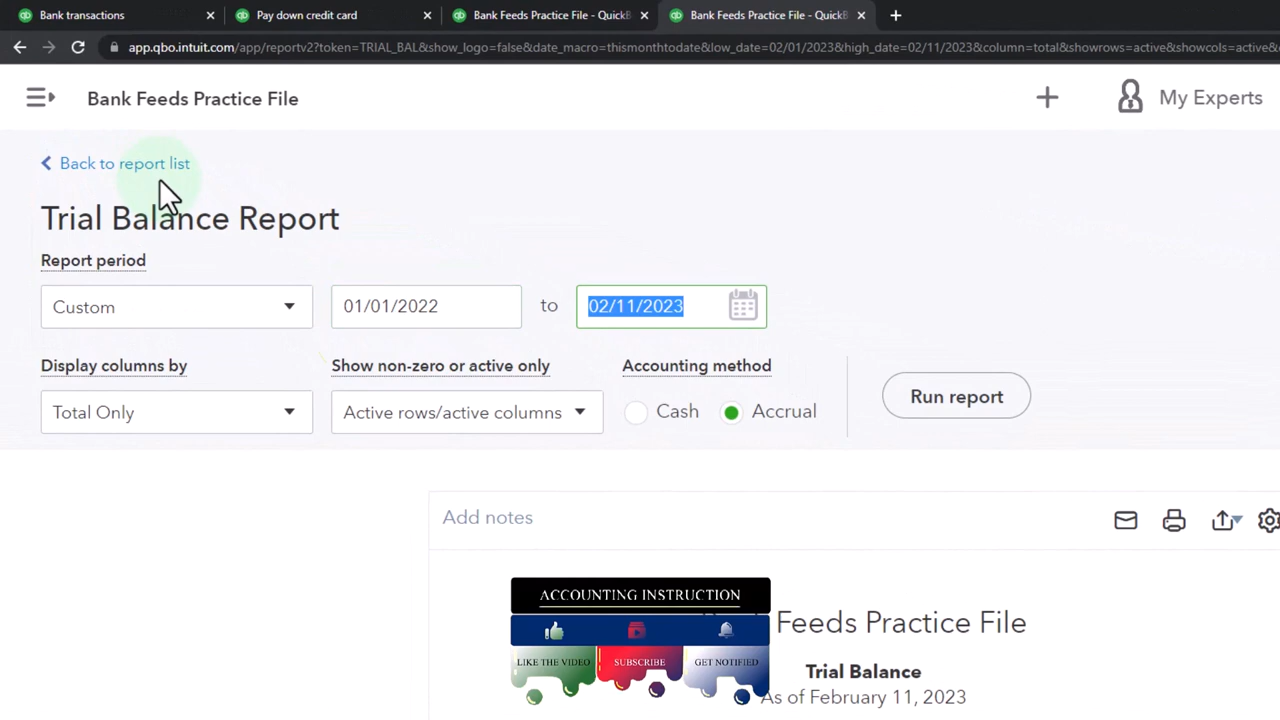 Bank transactions
Pay down credit card
Bank Feeds Practice File - QuickB
Bank Feeds Practice File - QuickB
app.qbo.intuit.com/app/reportv2?token=TRIAL_BAL&show_logo=false&date_macro=thismonthtodate&low_date=02/01/2023&high_date=02/11/2023&column=total&showrows=active&showcols=active&
Bank Feeds Practice File
My Experts
Back to report list
Trial Balance Report
Report period
Custom 01/01/2022 to 02/11/2023
Display columns by Show non-zero or active only Accounting method
Total Only Active rows/active columns Cash Accrual Run report
Add notes
ACCOUNTING INSTRUCTION
LIKE THE VIDEO SUBSCRIBE GET NOTIFIED
Feeds Practice File
Trial Balance
As of February 11, 2023